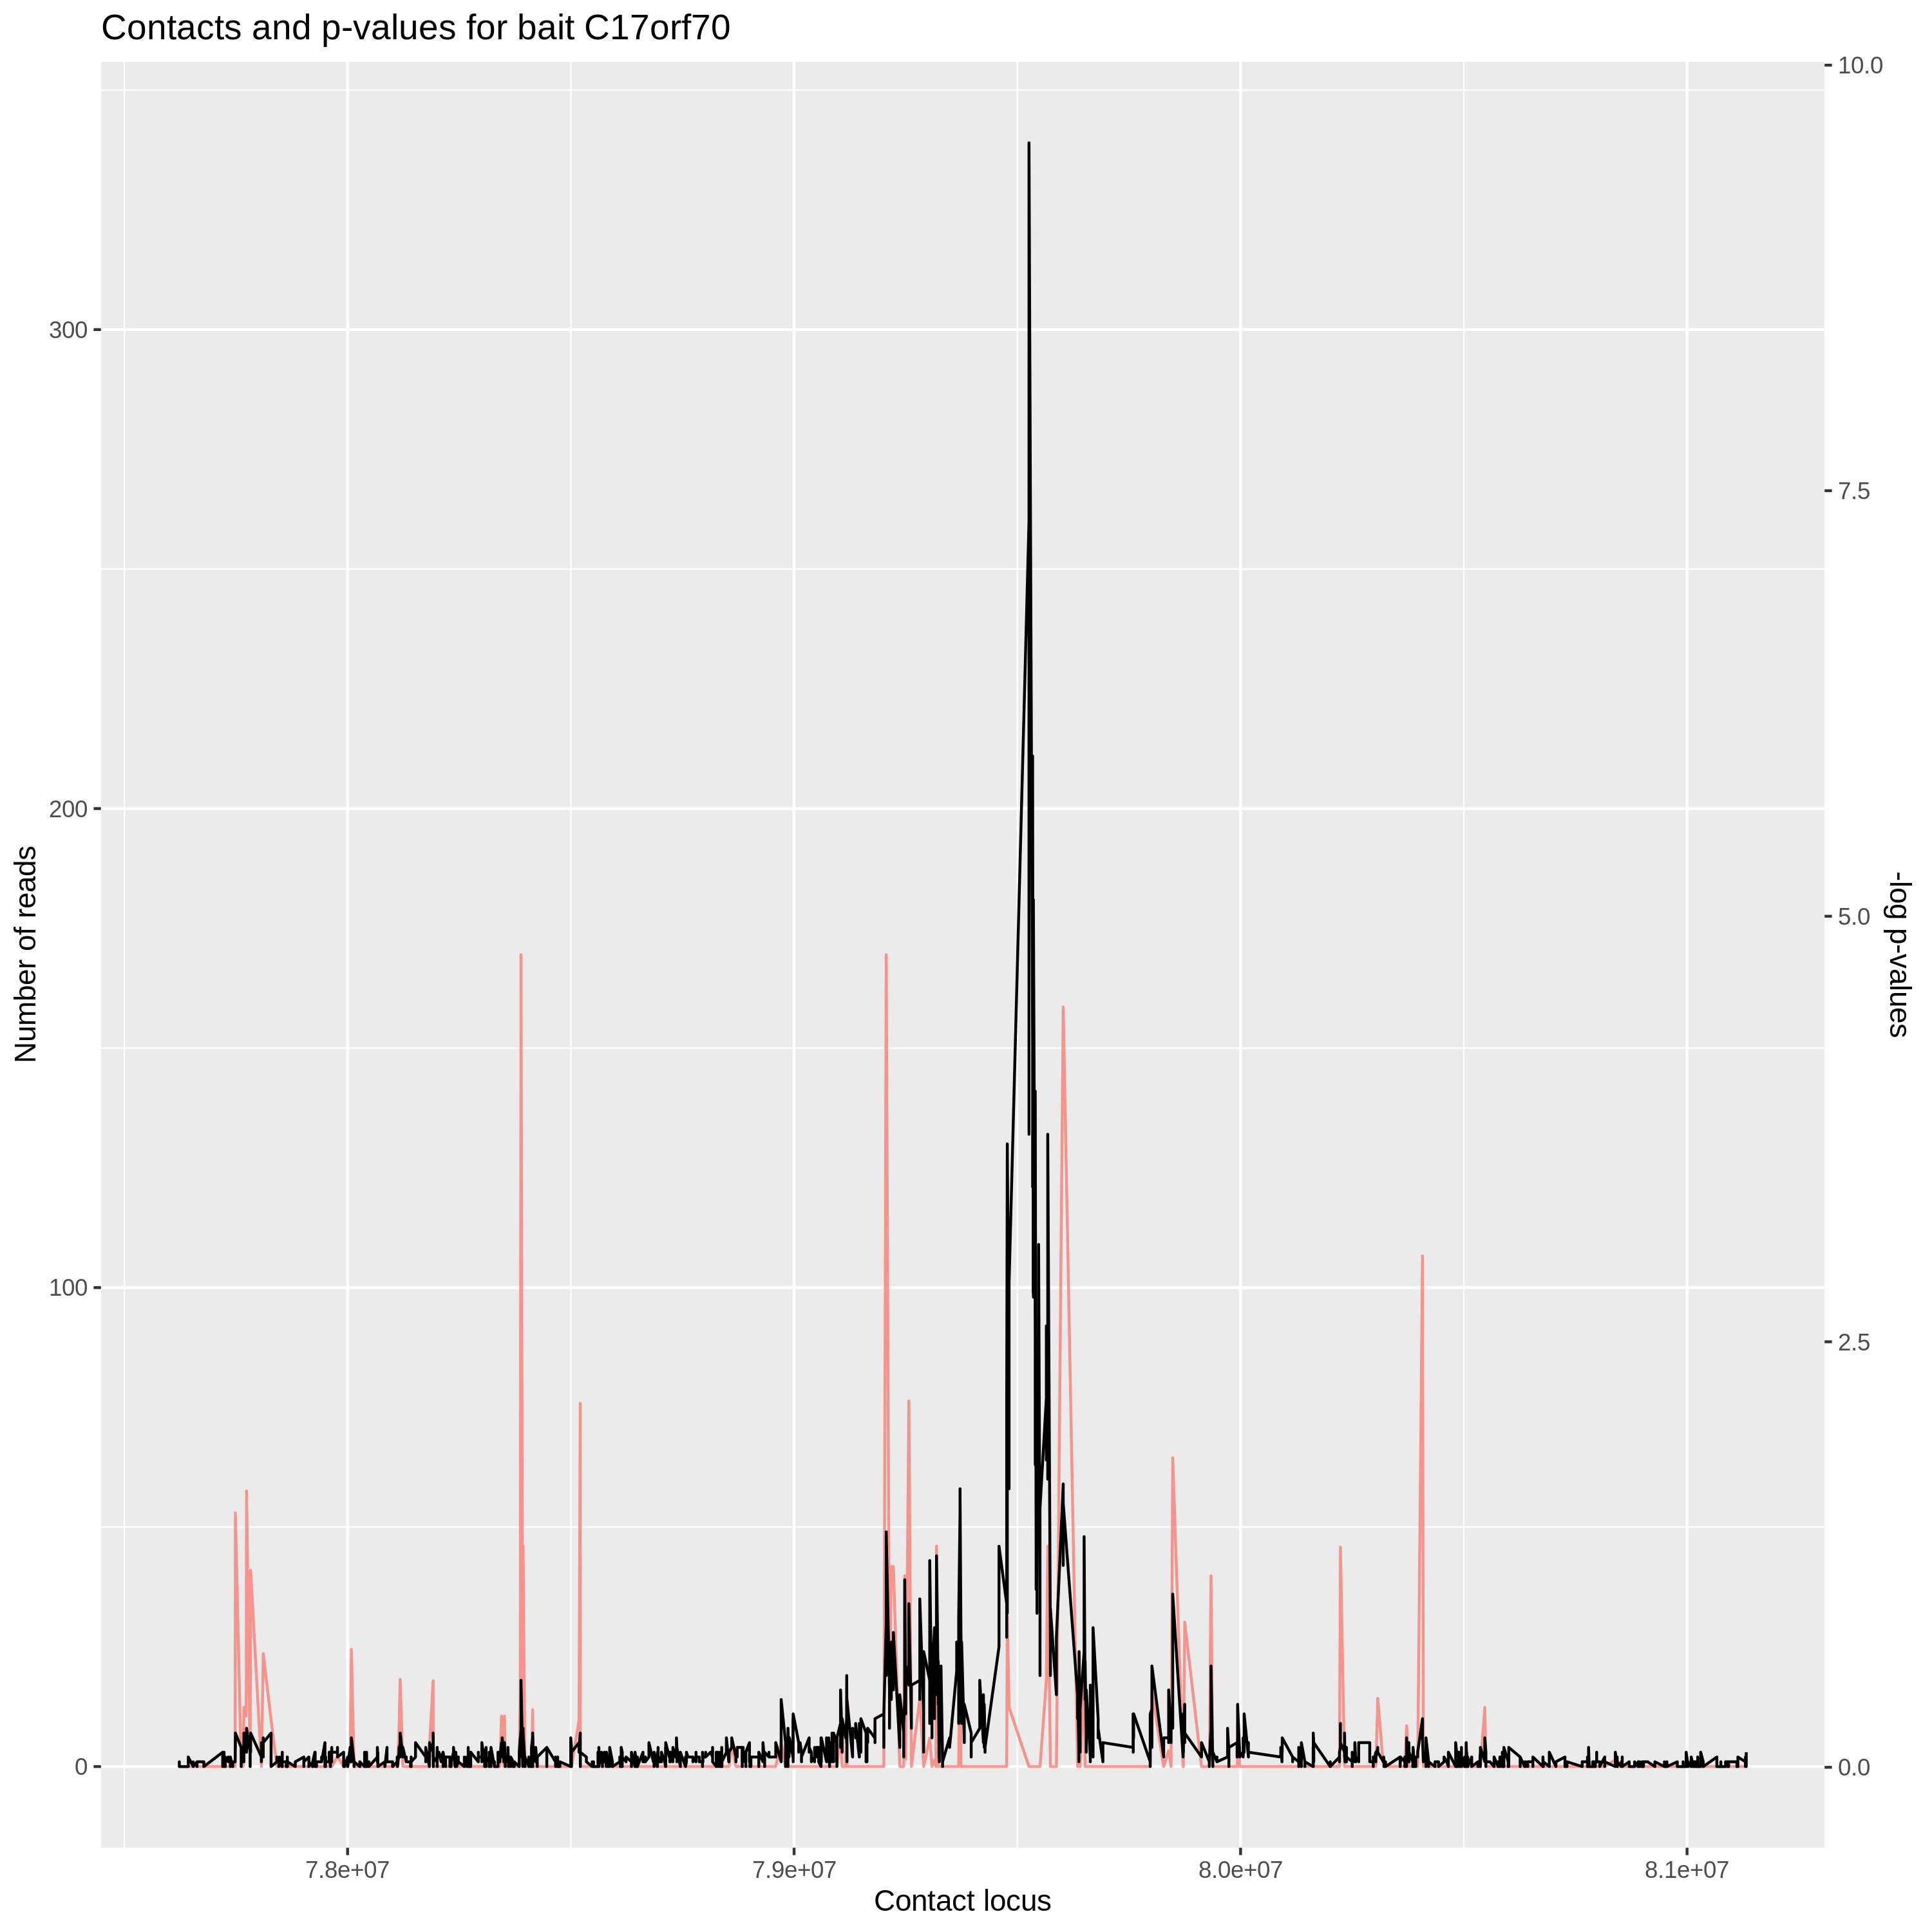 Contacts and p-values for bait C17orf70
10.0
7.5
5.0
2.5
0.0
300
200
100
0
Number of reads
-log p-values
7.8e+07 7.9e+07 8.0e+07 8.1e+07
Contact locus